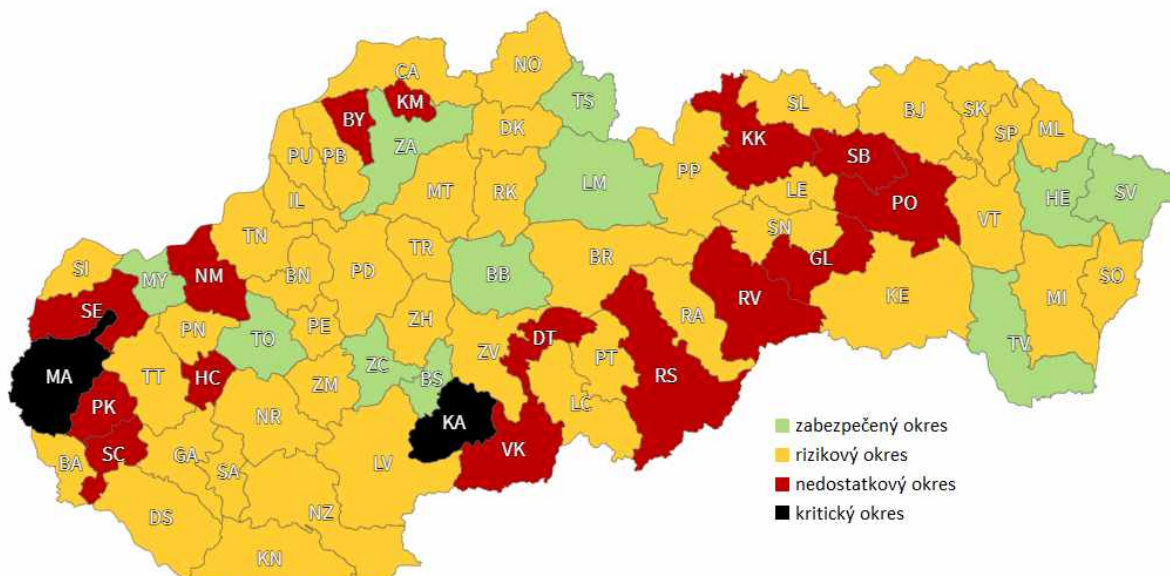 NO
CA
TS
KM
BY
SL
BJ
SK
ML
SP
DK
ZA
KK
PU
PB
SB
PP
LM
MT
RK
LE
IL
PO
HE
SV
VT
SN
TN
TR
BR
GL
SI
MY
NM
BN
PD
BB
SO
KE
MI
RV
SE
PN
PE
ZH
RA
TO
DT
ZV
TV
PT
ZC
MA
TT
HC
ZM
BS
RS
LC
PK
NR
KA
zabezpečený okres
VK
SC
GA
BA
SA
LV
rizikový okres
nedostatkový okres
DS
NZ
kritický okres
KN